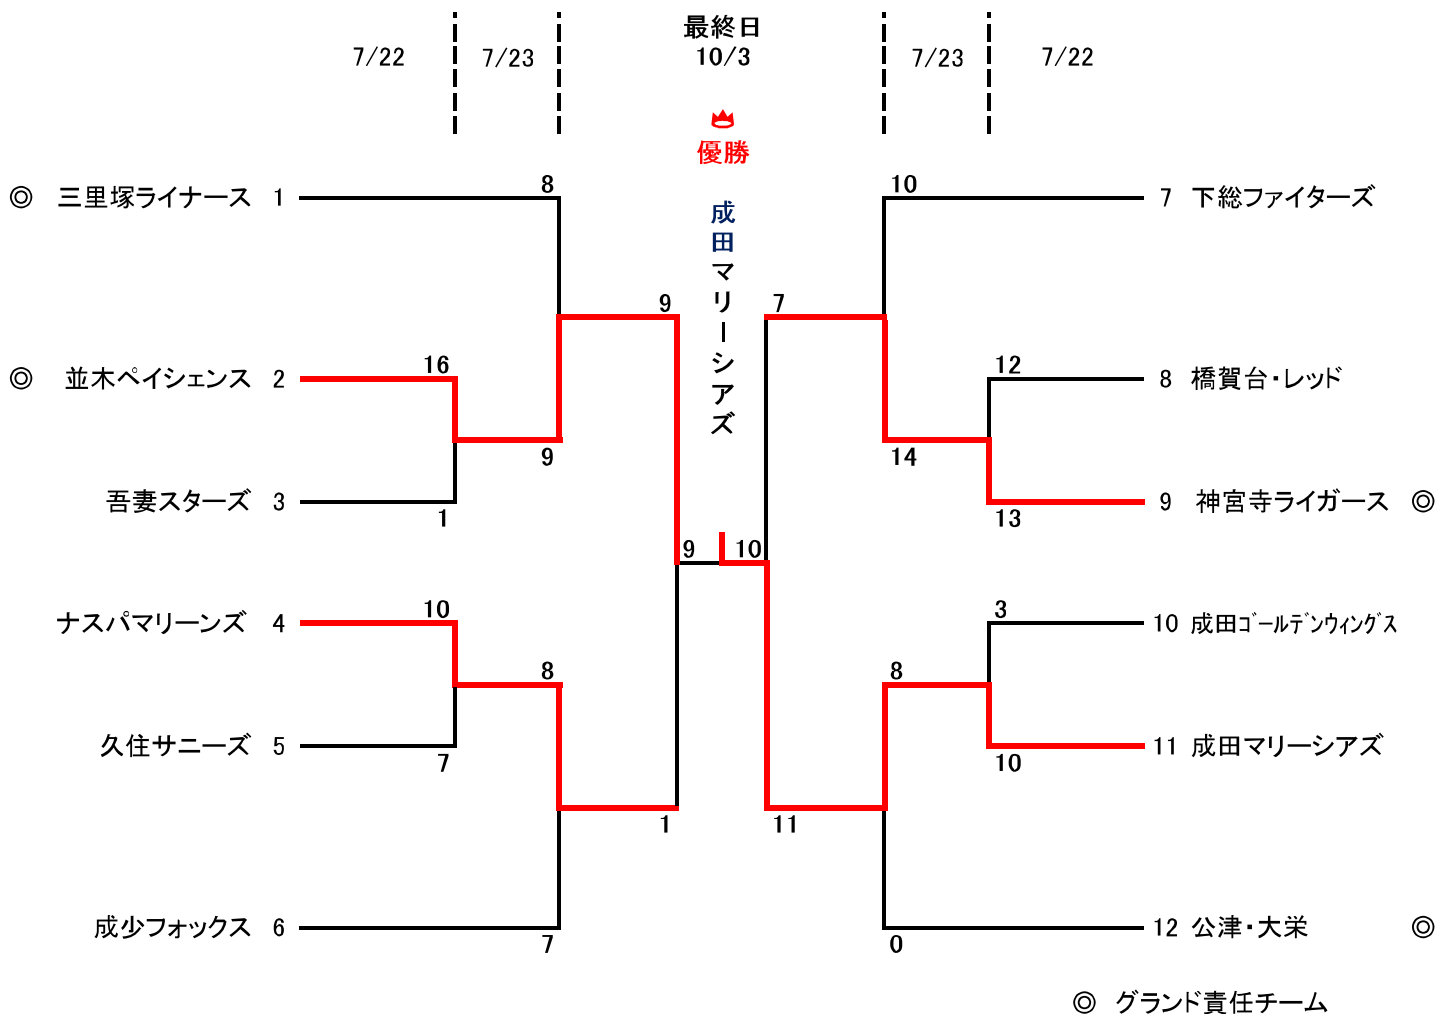 最終日
7/22 7/23 10/3 7/23 7/22
優勝
成田マリーシアズ
◎ 三里塚ライナース 1 8 10 7 下総ファイターズ
9 7
◎ 並木ペイシェンス 2 16 12 8 橋賀台・レッド
9 14
吾妻スターズ 3 1 13 9 神宮寺ライガース ◎
9 10
ナスパマリーンズ 4 10 3 10 成田ゴールデンウィングス
8 8
久住サニーズ 5 7 10 11 成田マリーシアズ
1 11
成少フォックス 6 7 0 12 公津・大栄 ◎
◎ グランド責任チーム